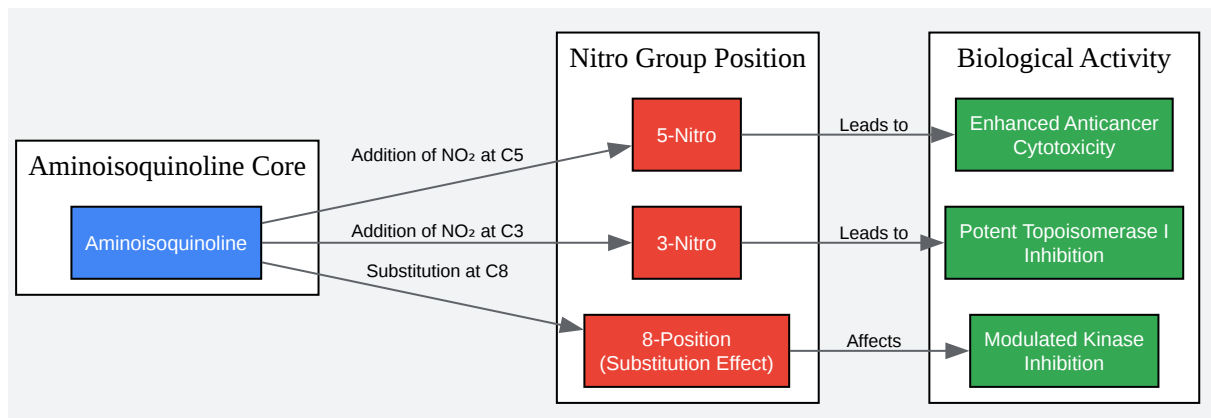 Aminoisoquinoline Core
Aminoisoquinoline
Addition of NO₂ at C5
Addition of NO₂ at C3
Substitution at C8
Nitro Group Position
5-Nitro
3-Nitro
8-Position
(Substitution Effect)
Leads to
Leads to
Affects
Biological Activity
Enhanced Anticancer
Cytotoxicity
Potent Topoisomerase I
Inhibition
Modulated Kinase
Inhibition